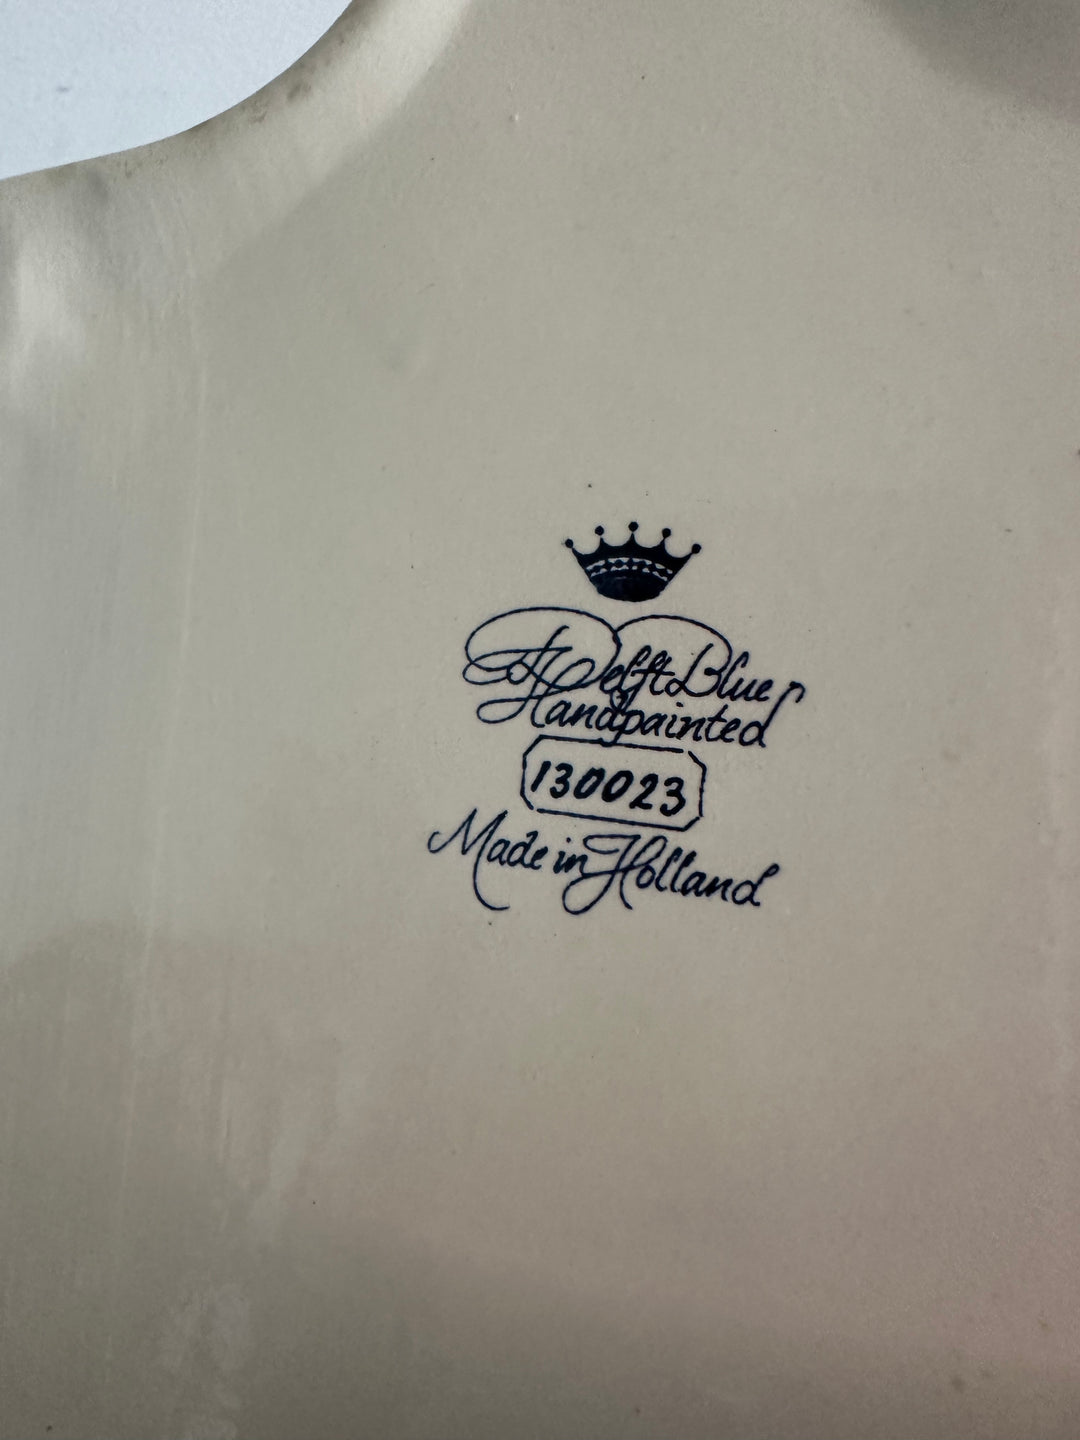 Delft Blue
Handpainted
130023
Made in Holland